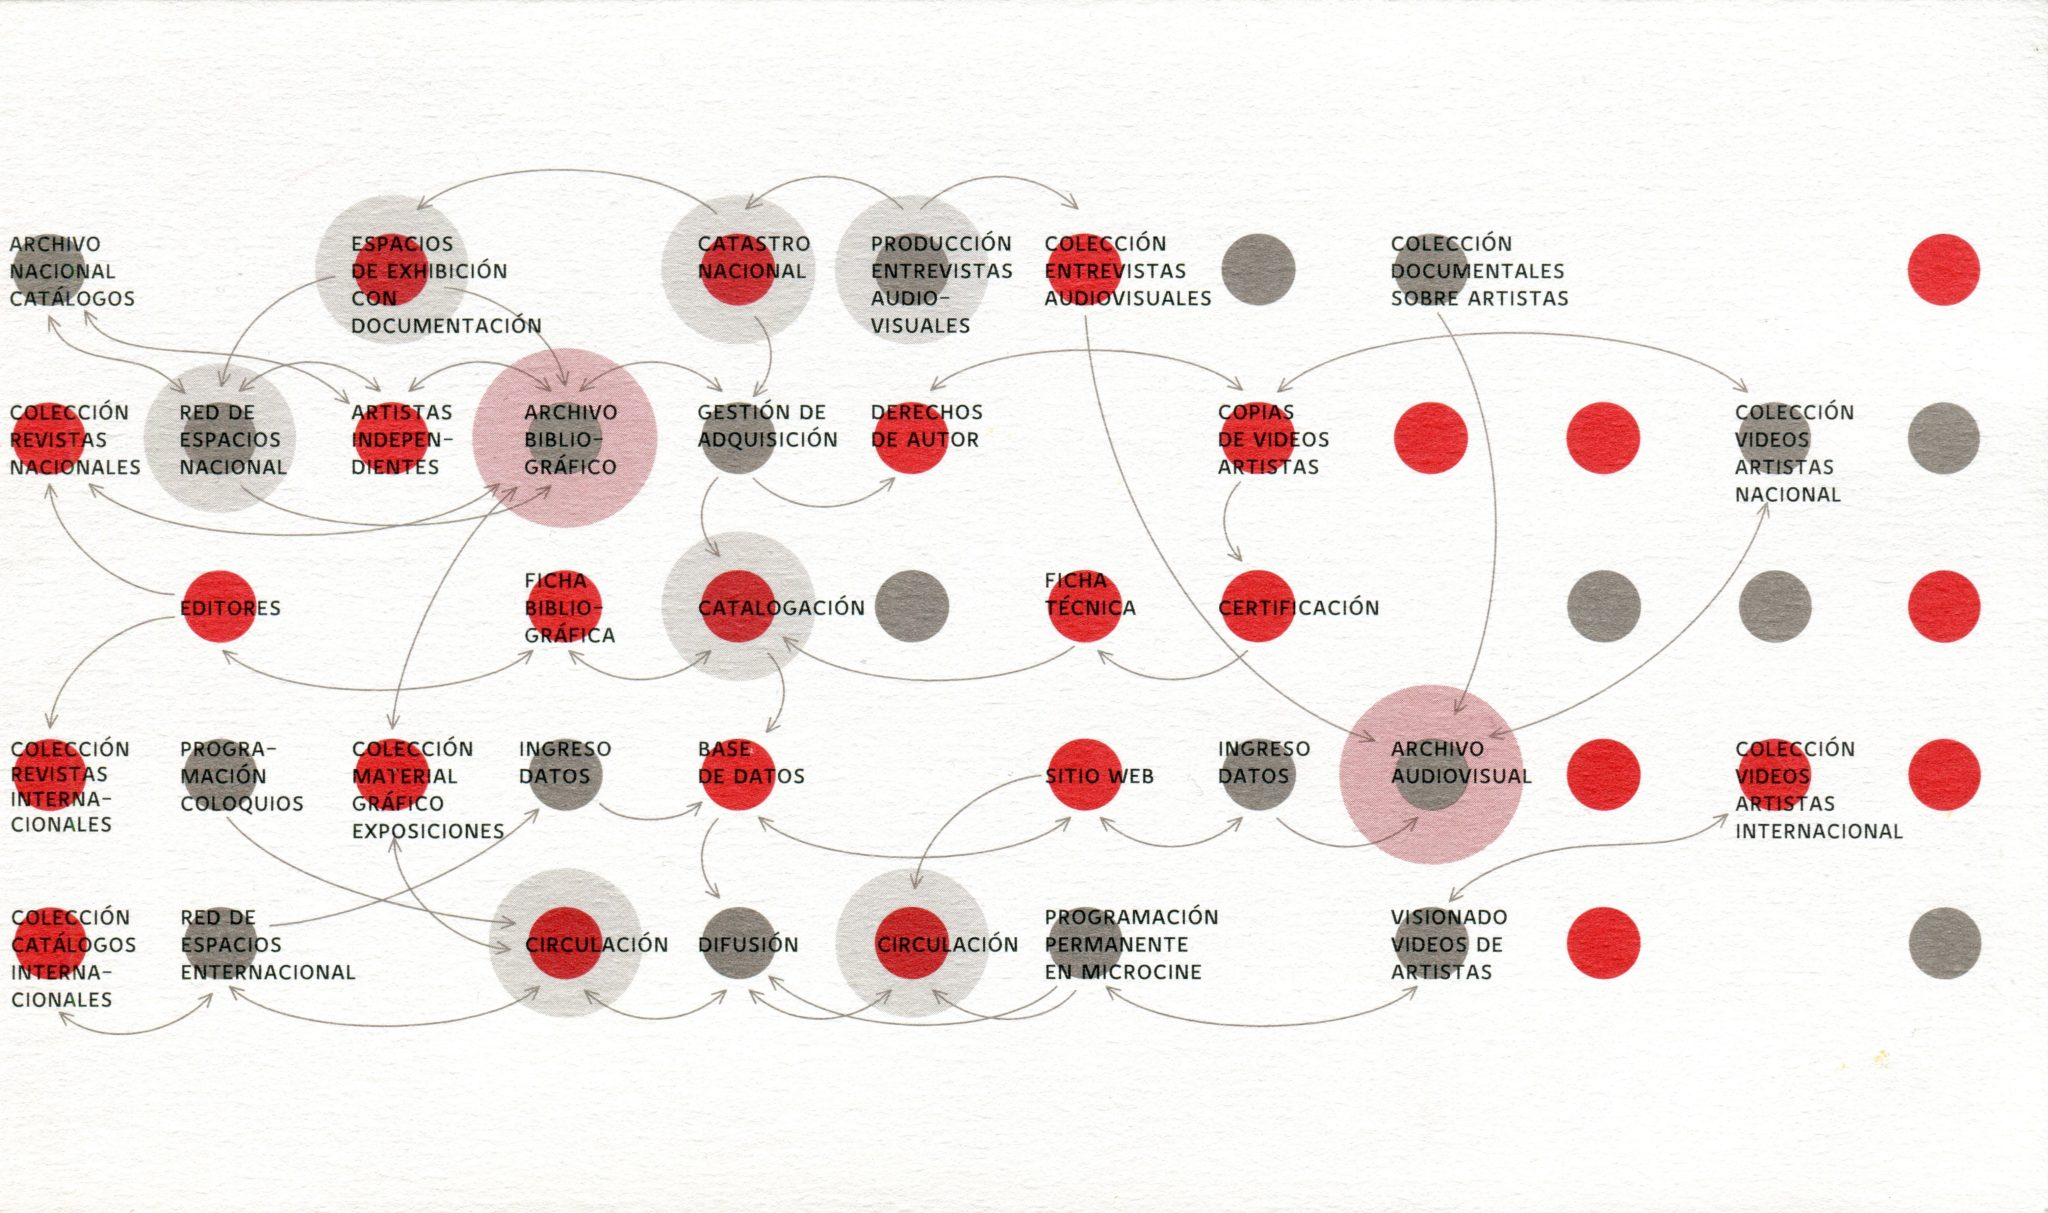 ARCHIVO
NACIONAL
CATÁLOGOS
ESPACIOS
DE EXHIBICIÓN
CON
DOCUMENTACIÓN
CATASTRO
NACIONAL
PRODUCCIÓN
ENTREVISTAS
AUDIO-
VISUALES
COLECCIÓN
ENTREVISTAS
AUDIOVISUALES
COLECCIÓN
DOCUMENTALES
SOBRE ARTISTAS
COLECCIÓN
REVISTAS
NACIONALES
RED DE
ESPACIOS
NACIONAL
ARTISTAS
INDEPEN-
DIENTES
ARCHIVO
BIBLIO-
GRÁFICO
GESTIÓN DE
ADQUISICIÓN
DERECHOS
DE AUTOR
COPIAS
DE VIDEOS
ARTISTAS
COLECCIÓN
VIDEOS
ARTISTAS
NACIONAL
EDITORES
FICHA
BIBLIO-
GRÁFICA
CATALOGACIÓN
FICHA
TÉCNICA
CERTIFICACIÓN
COLECCIÓN
REVISTAS
INTERNA-
CIONALES
PROGRA-
MACIÓN
COLOQUIOS
COLECCIÓN
MATERIAL
GRÁFICO
EXPOSICIONES
INGRESO
DATOS
BASE
DE DATOS
SITIO WEB
INGRESO
DATOS
ARCHIVO
AUDIOVISUAL
COLECCIÓN
VIDEOS
ARTISTAS
INTERNACIONAL
COLECCIÓN
CATÁLOGOS
INTERNA-
CIONALES
RED DE
ESPACIOS
ENTERNACIONAL
CIRCULACIÓN
DIFUSIÓN
CIRCULACIÓN
PROGRAMACIÓN
PERMANENTE
EN MICROCINE
VISIONADO
VIDEOS DE
ARTISTAS